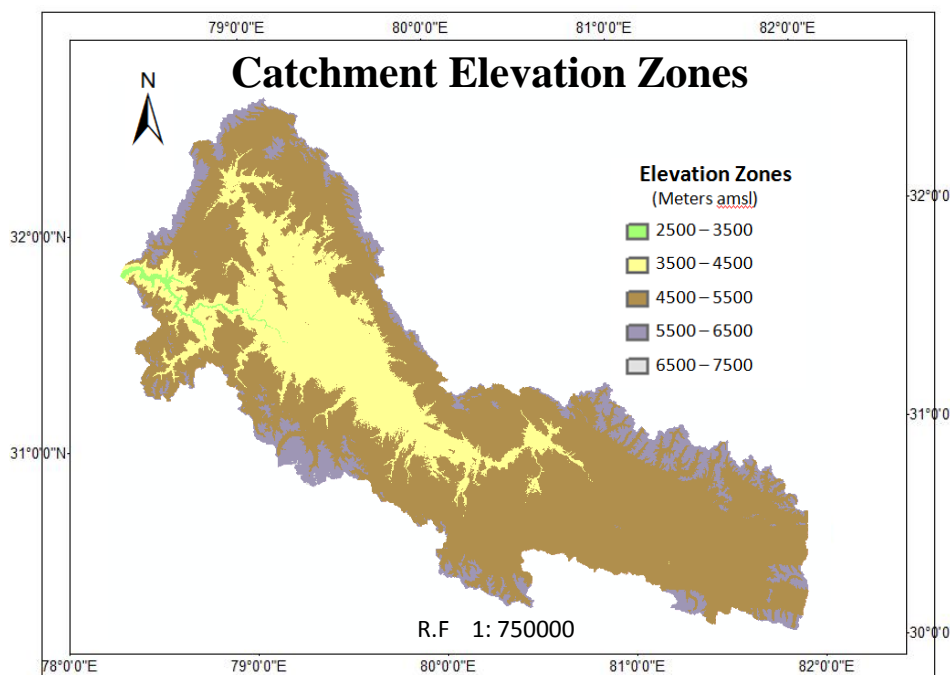 79°0'0"E 80°0'0"E 81°0'0"E 82°0'0"E
Catchment Elevation Zones
N
Elevation Zones
(Meters amsl)
2500 – 3500
3500 – 4500
4500 – 5500
5500 – 6500
6500 – 7500
32°0'0"N
32°0'0
31°0'0"N
31°0'0
30°0'0
R.F 1: 750000
78°0'0"E 79°0'0"E 80°0'0"E 81°0'0"E 82°0'0"E